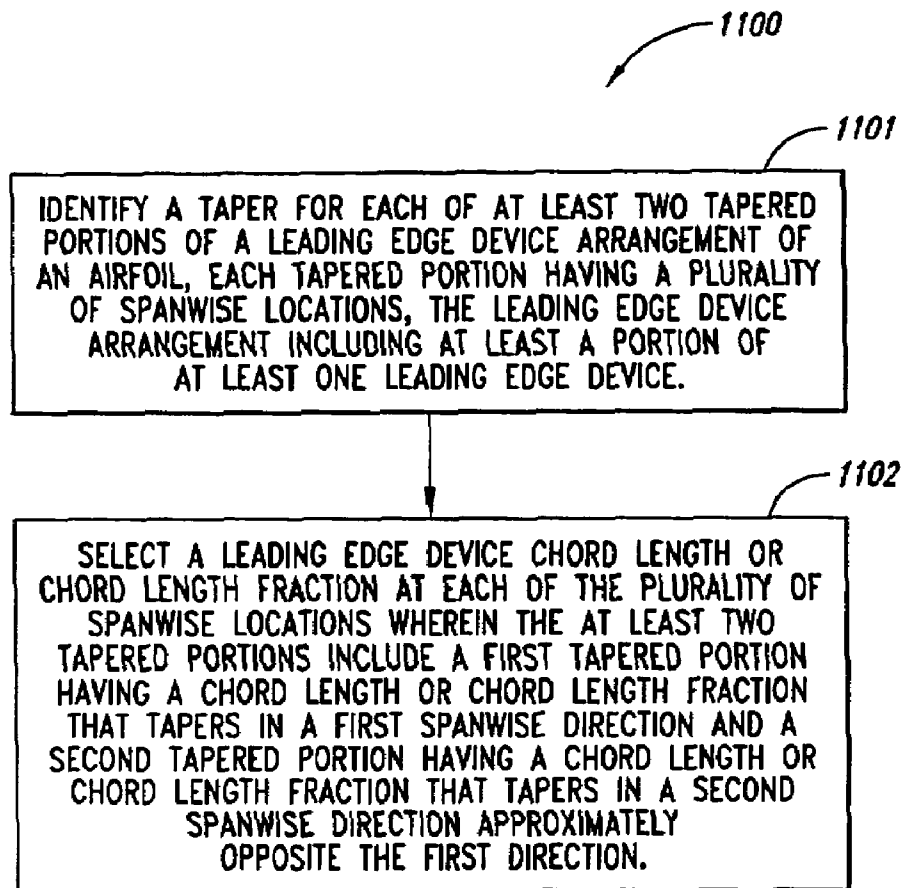 1100
1101
IDENTIFY A TAPER FOR EACH OF AT LEAST TWO TAPERED
PORTIONS OF A LEADING EDGE DEVICE ARRANGEMENT OF
AN AIRFOIL, EACH TAPERED PORTION HAVING A PLURALITY
OF SPANWISE LOCATIONS, THE LEADING EDGE DEVICE
ARRANGEMENT INCLUDING AT LEAST A PORTION OF
AT LEAST ONE LEADING EDGE DEVICE.
1102
SELECT A LEADING EDGE DEVICE CHORD LENGTH OR
CHORD LENGTH FRACTION AT EACH OF THE PLURALITY OF
SPANWISE LOCATIONS WHEREIN THE AT LEAST TWO
TAPERED PORTIONS INCLUDE A FIRST TAPERED PORTION
HAVING A CHORD LENGTH OR CHORD LENGTH FRACTION
THAT TAPERS IN A FIRST SPANWISE DIRECTION AND A
SECOND TAPERED PORTION HAVING A CHORD LENGTH OR
CHORD LENGTH FRACTION THAT TAPERS IN A SECOND
SPANWISE DIRECTION APPROXIMATELY
OPPOSITE THE FIRST DIRECTION.